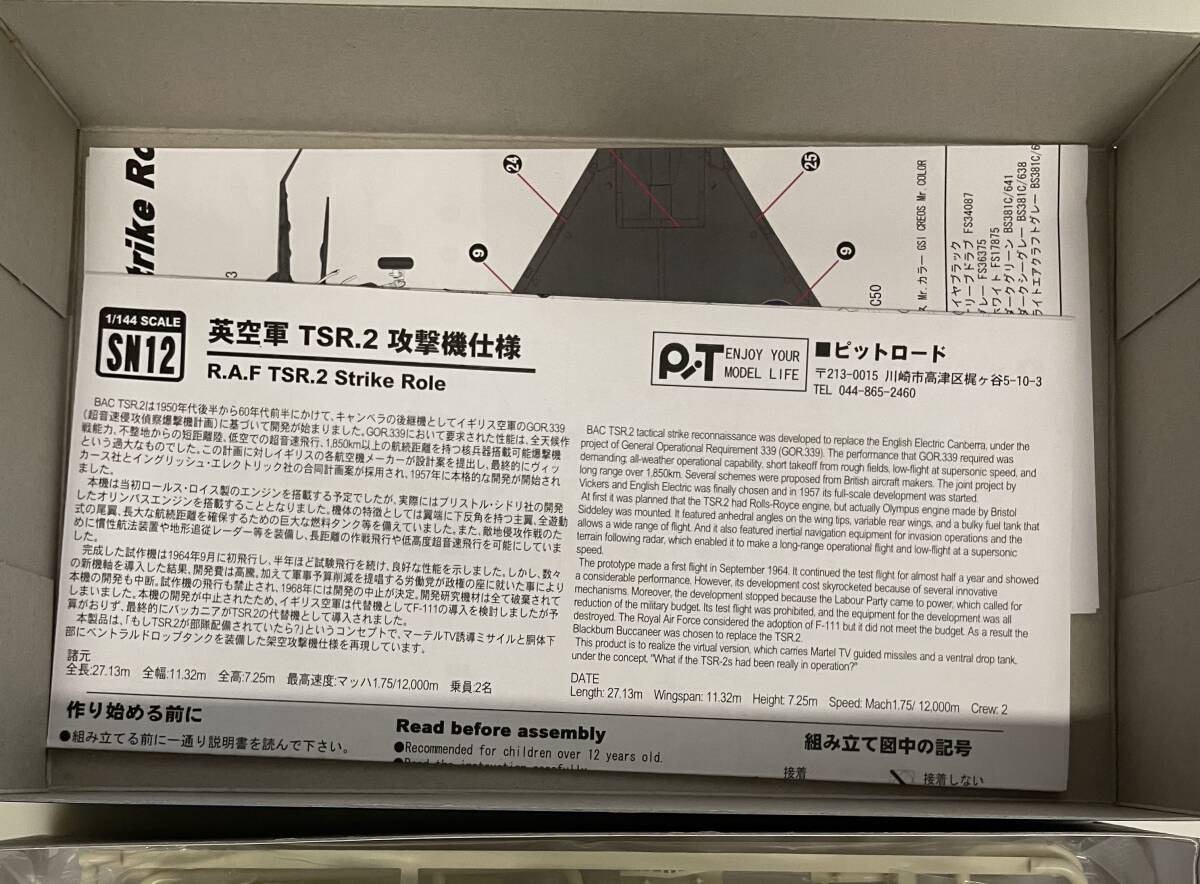 trike Ro
24
25
9
9
3
C50
Mr.カラー GSI CREOS Mr.COLOR
イヤブラック
リーブドラブ FS34087
グレー FS36375
ホワイト FS17875
ダークグリーン BS381C/641
ダークシーグレー BS381C/638
ライトエアクラフトグレー BS381C/6
1/144 SCALE
SN12
英空軍 TSR.2 攻撃機仕様
R.A.F TSR.2 Strike Role
PiT ENJOY YOUR
MODEL LIFE
■ピットロード
〒213-0015 川崎市高津区梶ヶ谷5-10-3
TEL 044-865-2460
BAC TSR.2は1950年代後半から60年代前半にかけて、キャンベラの後継機としてイギリス空軍のGOR.339
(超音速侵攻偵察爆撃機計画)に基づいて開発が始まりました。GOR.339において要求された性能は、全天候作
戦能力、不整地からの短距離離陸、低空での超音速飛行、1,850km以上の航続距離を持つ核兵器搭載可能爆撃機
という過大なものでした。この計画に対しイギリスの各航空機メーカーが設計案を提出し、最終的にヴィッ
カース社とイングリッシュ・エレクトリック社の合同計画案が採用され、1957年に本格的な開発が開始され
ました。
本機は当初ロールス・ロイス製のエンジンを搭載する予定でしたが、実際にはブリストル・シドリ社の開発
したオリンパスエンジンを搭載することとなりました。機体の特徴としては翼端に下反角を持つ主翼、全遊動
式の尾翼、長大な航続距離を確保するための巨大な燃料タンク等を備えていました。また、敵地侵攻作戦のた
めに慣性航法装置や地形追従レーダー等を装備し、長距離の作戦飛行や低高度超音速飛行を可能にしていま
した。
完成した試作機は1964年9月に初飛行し、半年ほど試験飛行を続け、良好な性能を示しました。しかし、数々
の新機軸を導入した結果、開発費は高騰。加えて軍事予算削減を提唱する労働党が政権の座に就いた事により
本機の開発も中断。試作機の飛行も禁止され、1968年には開発の中止が決定。開発研究機材は全て破棄されて
しまいました。本機の開発が中止されたため、イギリス空軍は代替機としてF-111の導入を検討しましたが予
算がおりず、最終的にバッカニアがTSR2の代替機として導入されました。
本製品は、「もしTSR.2が部隊配備されていたら?」というコンセプトで、マーテルTV誘導ミサイルと胴体下
部にベントラルドロップタンクを装備した架空攻撃機仕様を再現しています。
諸元
全長:27.13m 全幅:11.32m 全高:7.25m 最高速度:マッハ1.75/12,000m 乗員:2名
BAC TSR.2 tactical strike reconnaissance was developed to replace the English Electric Canberra, under the
project of General Operational Requirement 339 (GOR.339). The performance that GOR.339 required was
demanding; all-weather operational capability, short takeoff from rough fields, low-flight at supersonic speed, and
long range over 1,850km. Several schemes were proposed from British aircraft makers. The joint project by
Vickers and English Electric was finally chosen and in 1957 its full-scale development was started.
At first it was planned that the TSR.2 had Rolls-Royce engine, but actually Olympus engine made by Bristol
Siddeley was mounted. It featured anhedral angles on the wing tips, variable rear wings, and a bulky fuel tank that
allows a wide range of flight. And it also featured inertial navigation equipment for invasion operations and the
terrain following radar, which enabled it to make a long-range operational flight and low-flight at a supersonic
speed.
The prototype made a first flight in September 1964. It continued the test flight for almost half a year and showed
a considerable performance. However, its development cost skyrocketed because of several innovative
mechanisms. Moreover, the development stopped because the Labour Party came to power, which called for
reduction of the military budget. Its test flight was prohibited, and the equipment for the development was all
destroyed. The Royal Air Force considered the adoption of F-111 but it did not meet the budget. As a result the
Blackburn Buccaneer was chosen to replace the TSR.2.
This product is to realize the virtual version, which carries Martel TV guided missiles and a ventral drop tank,
under the concept, "What if the TSR-2s had been really in operation?"
DATE
Length: 27.13m Wingspan: 11.32m Height: 7.25m Speed: Mach1.75/ 12,000m Crew: 2
作り始める前に
●組み立てる前に一通り説明書を読んで下さい。
Read before assembly
●Recommended for children over 12 years old.
●Read the instruction carefully
組み立て図中の記号
接着
接着しない